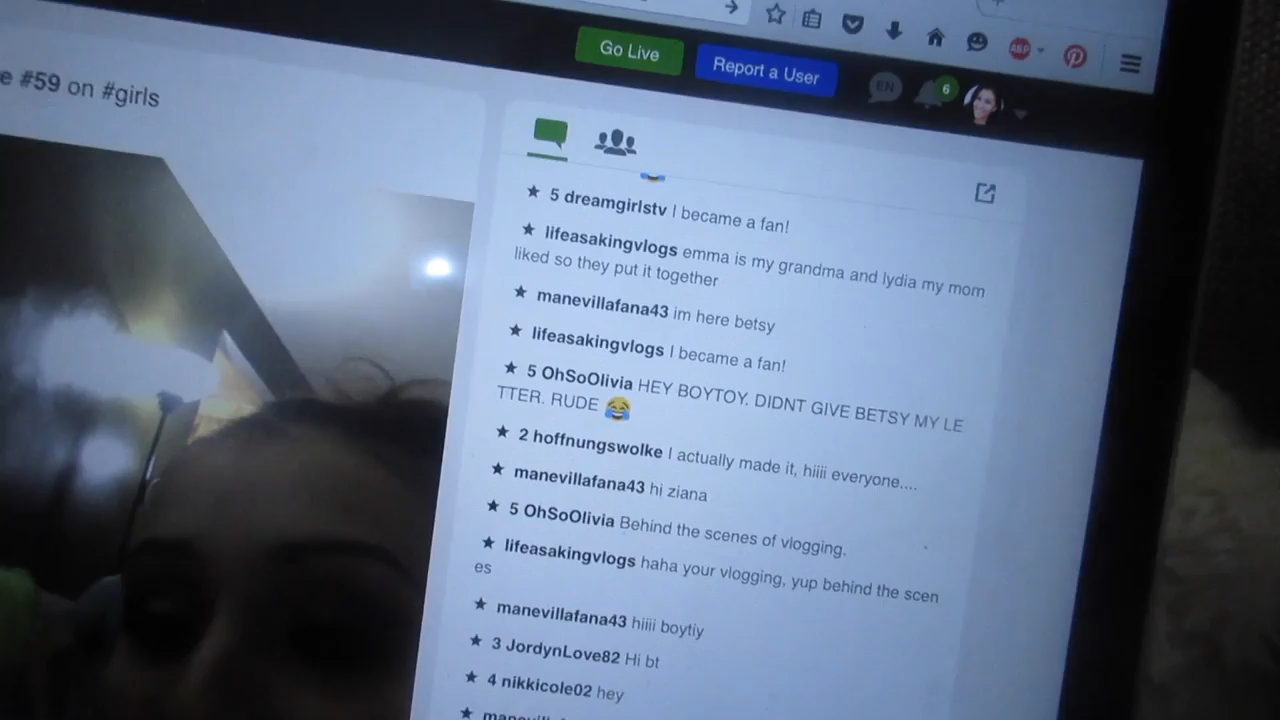 Go Live
Report a User
EN
6
ABP
e #59 on #girls
5 dreamgirlstv I became a fan!
lifeasakingvlogs emma is my grandma and lydia my mom
liked so they put it together
manevillafana43 im here betsy
lifeasakingvlogs I became a fan!
5 OhSoOlivia HEY BOYTOY. DIDNT GIVE BETSY MY LE
TTER. RUDE 😂
2 hoffnungswolke I actually made it, hiiii everyone....
manevillafana43 hi ziana
5 OhSoOlivia Behind the scenes of vlogging.
lifeasakingvlogs haha your vlogging, yup behind the scen
es
manevillafana43 hiiii boytiy
3 JordynLove82 Hi bt
4 nikkicole02 hey